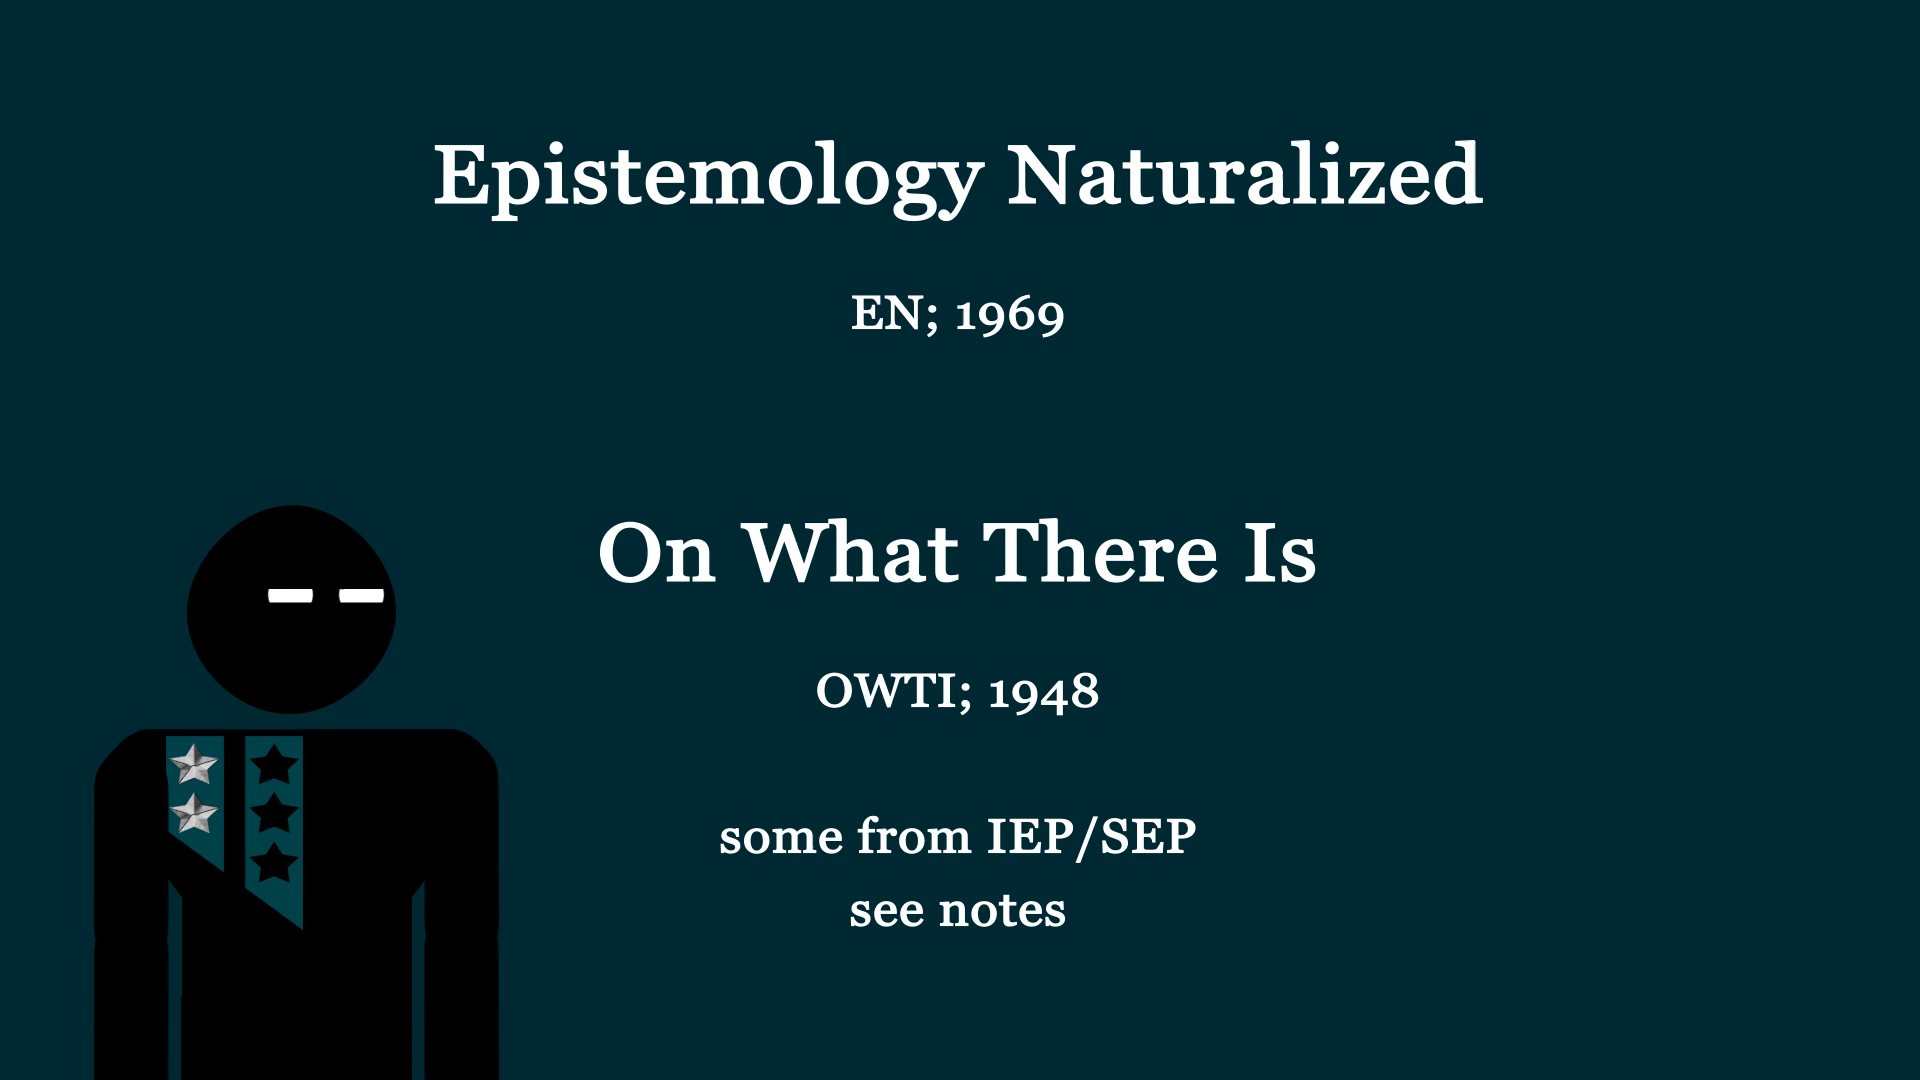 Epistemology Naturalized
EN; 1969
On What There Is
OWTI; 1948
some from IEP/SEP
see notes